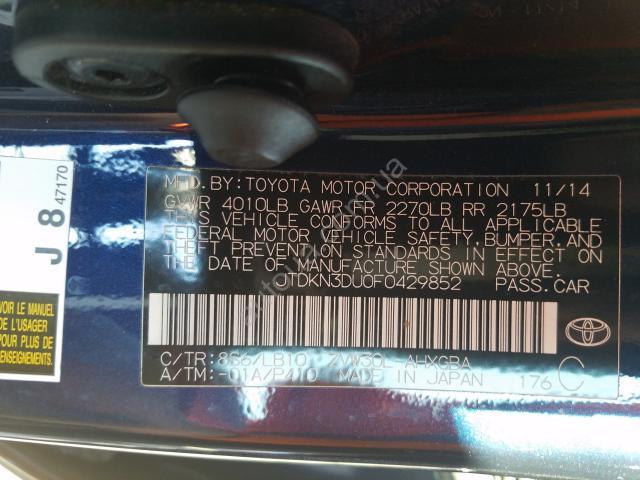 MFD.BY:TOYOTA MOTOR CORPORATION 11/14
GVWR 4010LB GAWR FR 2270LB RR 2175LB
THIS VEHICLE CONFORMS TO ALL APPLICABLE
FEDERAL MOTOR VEHICLE SAFETY,BUMPER,AND
THEFT PREVENTION STANDARDS IN EFFECT ON
THE DATE OF MANUFACTURE SHOWN ABOVE.
JTDKN3DU0F0429852 PASS.CAR
C/TR:8S6/LB10 ZVW30L-AHXGBA
A/TM:-01A/P410 MADE IN JAPAN 176 C
J 8
47170
VOIR LE MANUEL
DE L'USAGER
POUR PLUS DE